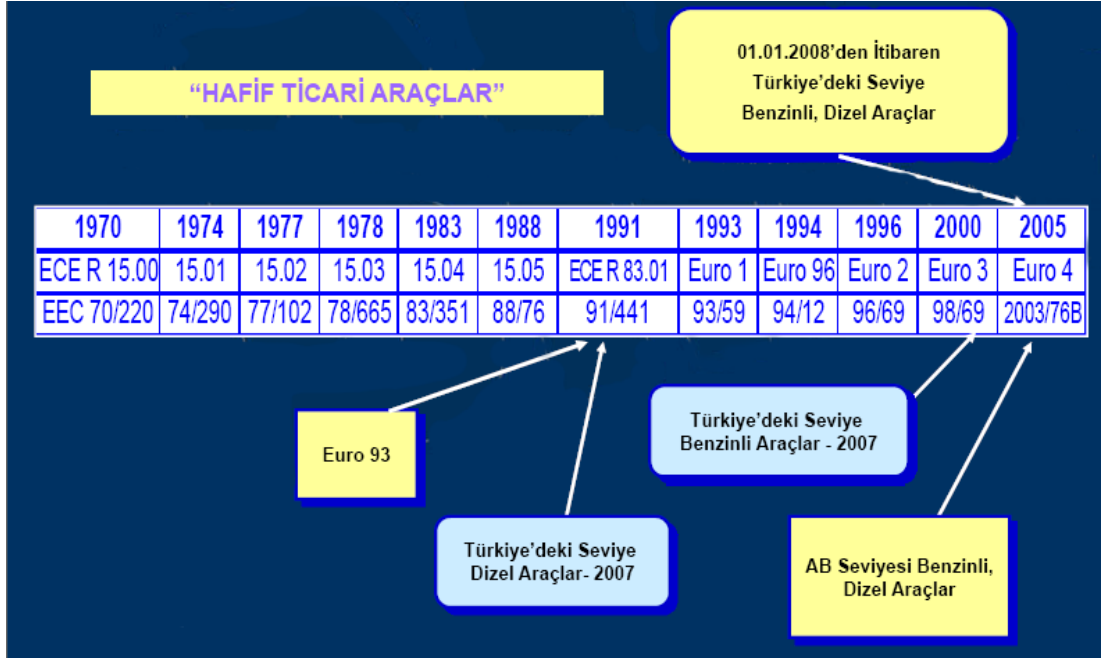 01.01.2008’den İtibaren
Türkiye’deki Seviye
Benzinli, Dizel Araçlar
“HAFİF TİCARİ ARAÇLAR”
1970 1974 1977 1978 1983 1988 1991 1993 1994 1996 2000 2005
ECE R 15.00 15.01 15.02 15.03 15.04 15.05 ECE R 83.01 Euro 1 Euro 96 Euro 2 Euro 3 Euro 4
EEC 70/220 74/290 77/102 78/665 83/351 88/76 91/441 93/59 94/12 96/69 98/69 2003/76B
Euro 93
Türkiye’deki Seviye
Benzinli Araçlar - 2007
Türkiye’deki Seviye
Dizel Araçlar- 2007
AB Seviyesi Benzinli,
Dizel Araçlar